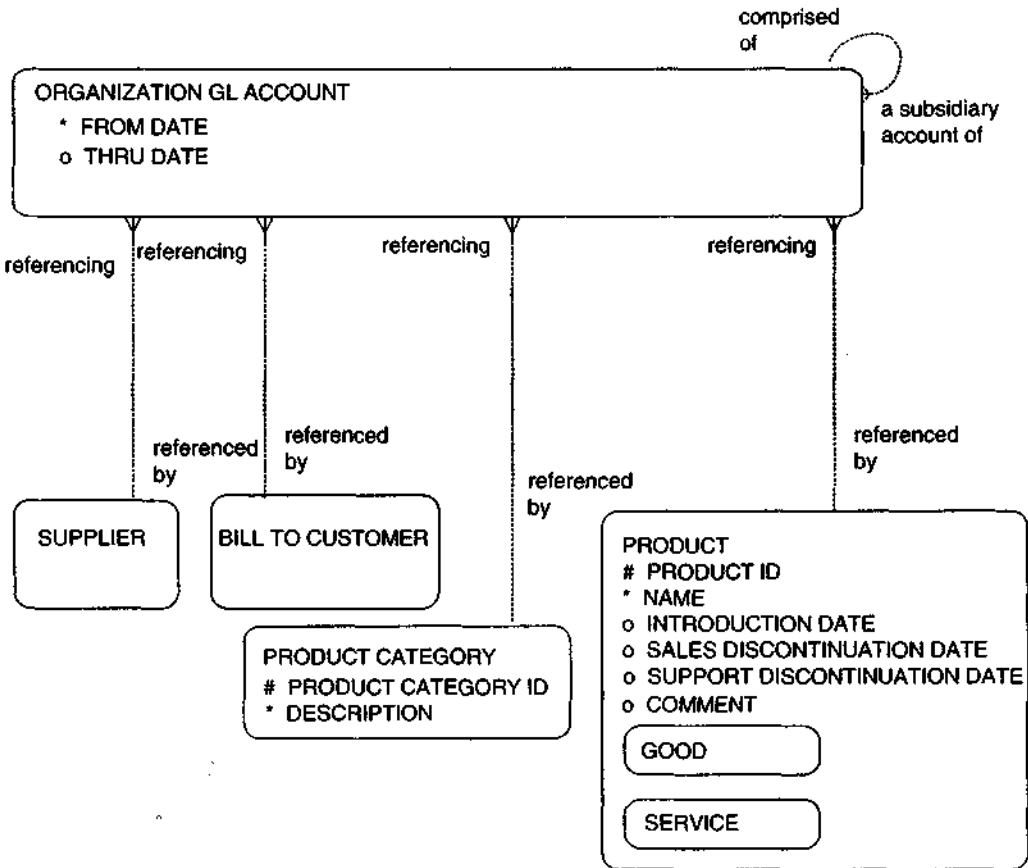 comprised
of
ORGANIZATION GL ACCOUNT
* FROM DATE
o THRU DATE
a subsidiary
account of
referencing
referencing
referencing
referencing
referenced
by
referenced
by
referenced
by
referenced
by
SUPPLIER
BILL TO CUSTOMER
PRODUCT CATEGORY
# PRODUCT CATEGORY ID
* DESCRIPTION
PRODUCT
# PRODUCT ID
* NAME
o INTRODUCTION DATE
o SALES DISCONTINUATION DATE
o SUPPORT DISCONTINUATION DATE
o COMMENT
GOOD
SERVICE